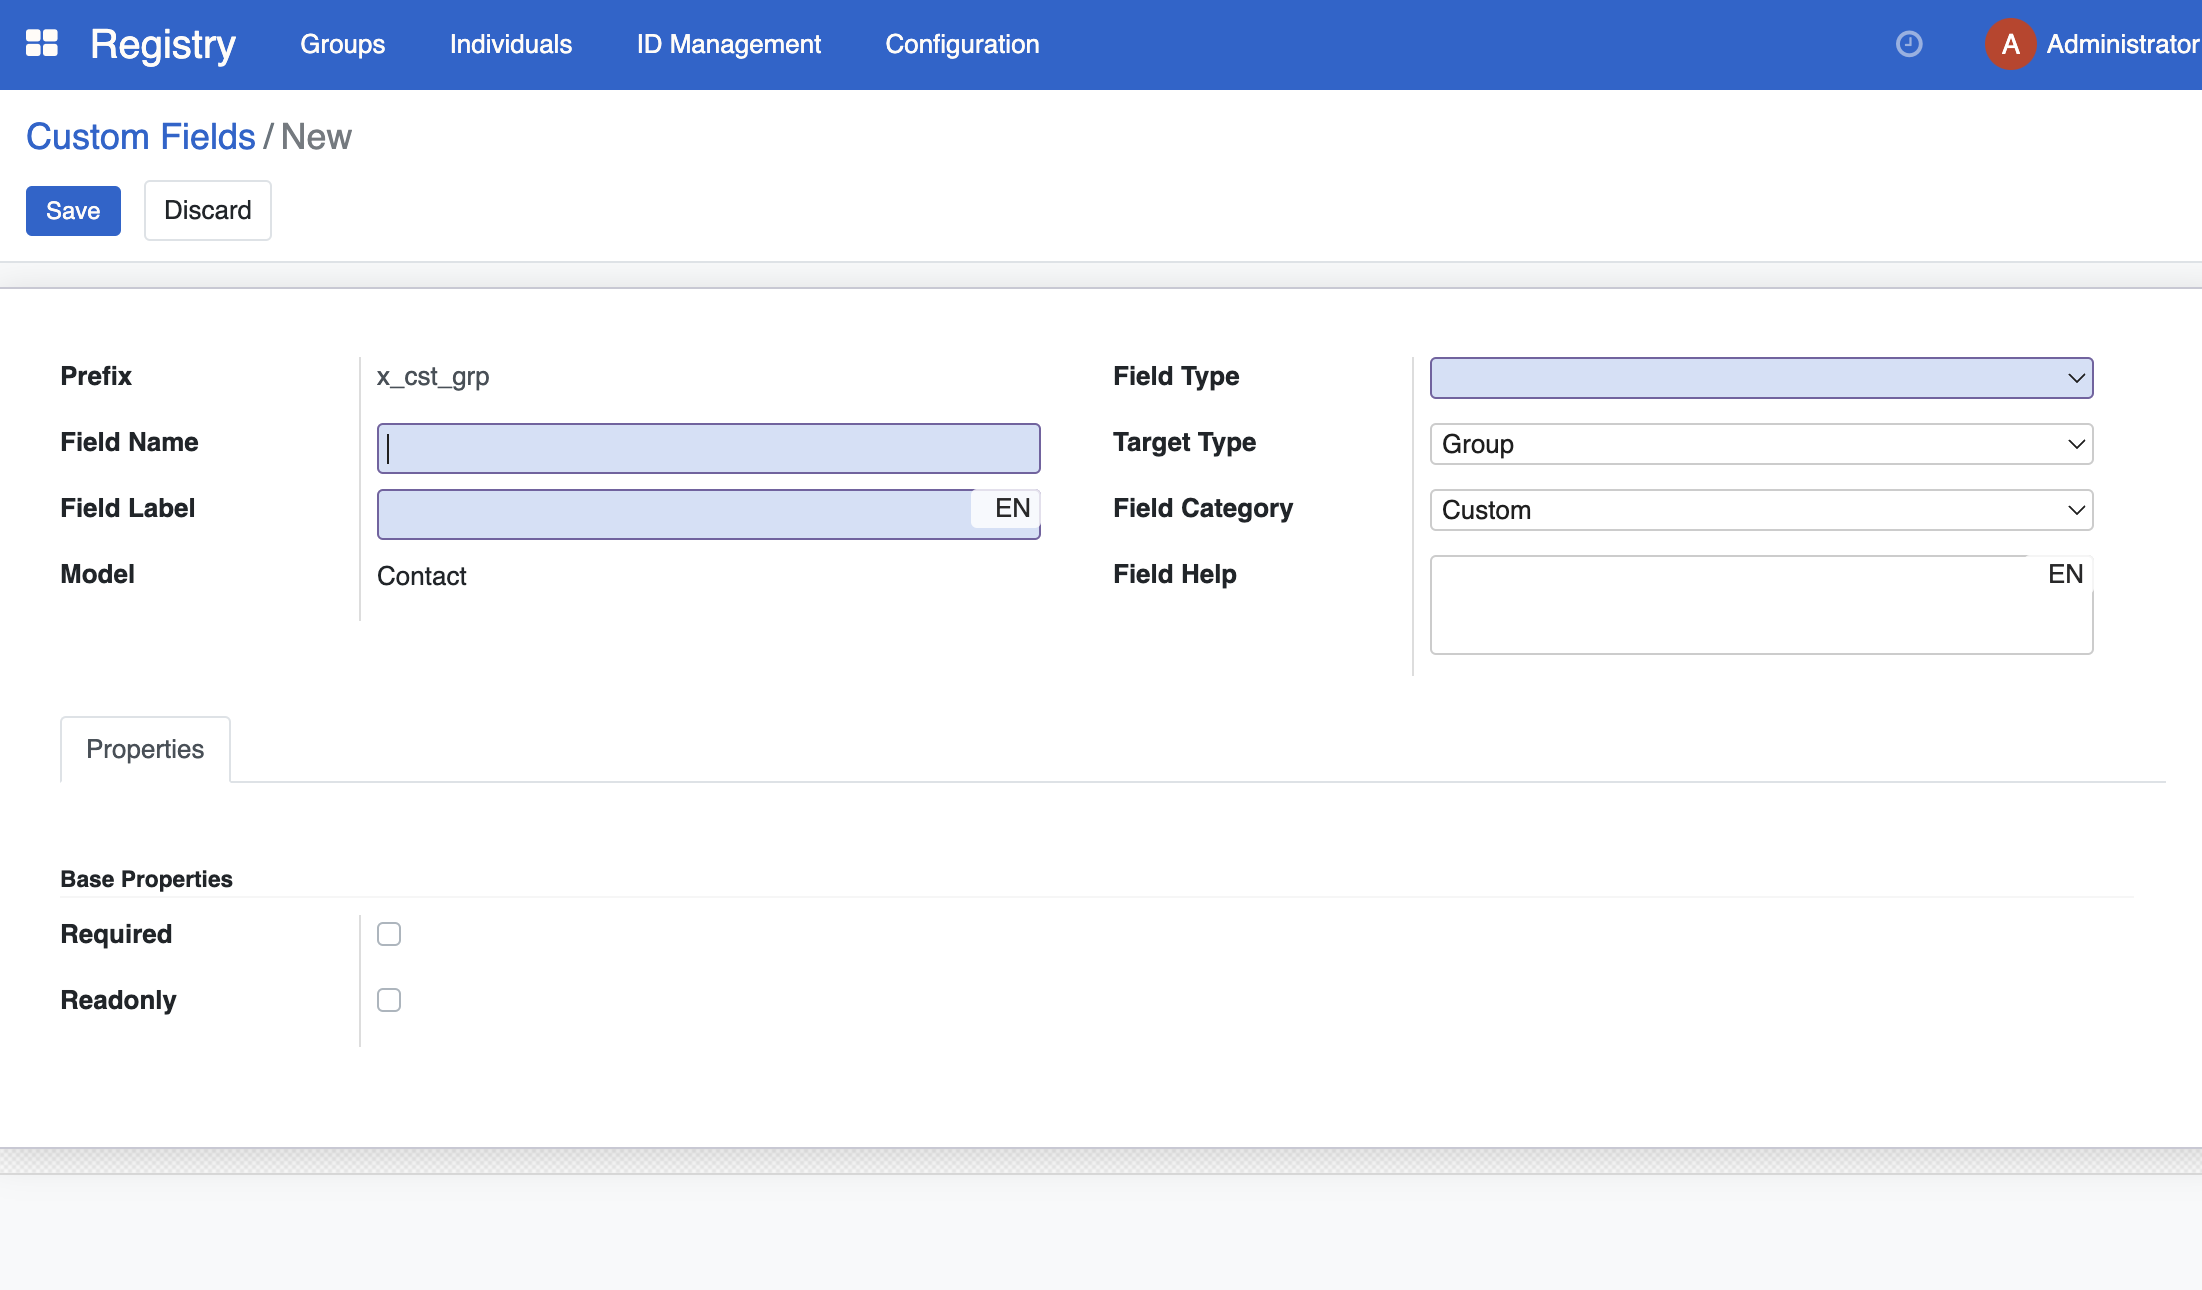 Registry Groups Individuals ID Management Configuration A Administrator
Custom Fields / New
Save Discard
Prefix x_cst_grp
Field Name
Field Label EN
Model Contact
Field Type
Target Type Group
Field Category Custom
Field Help EN
Properties
Base Properties
Required
Readonly